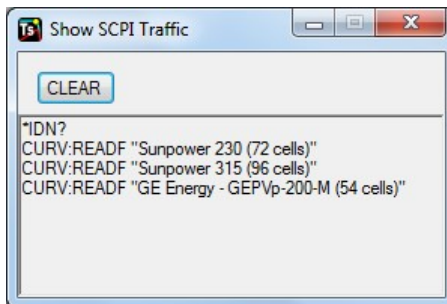 Ts Show SCPI Traffic
CLEAR
*IDN?
CURV:READF "Sunpower 230 (72 cells)"
CURV:READF "Sunpower 315 (96 cells)"
CURV:READF "GE Energy - GEPVp-200-M (54 cells)"